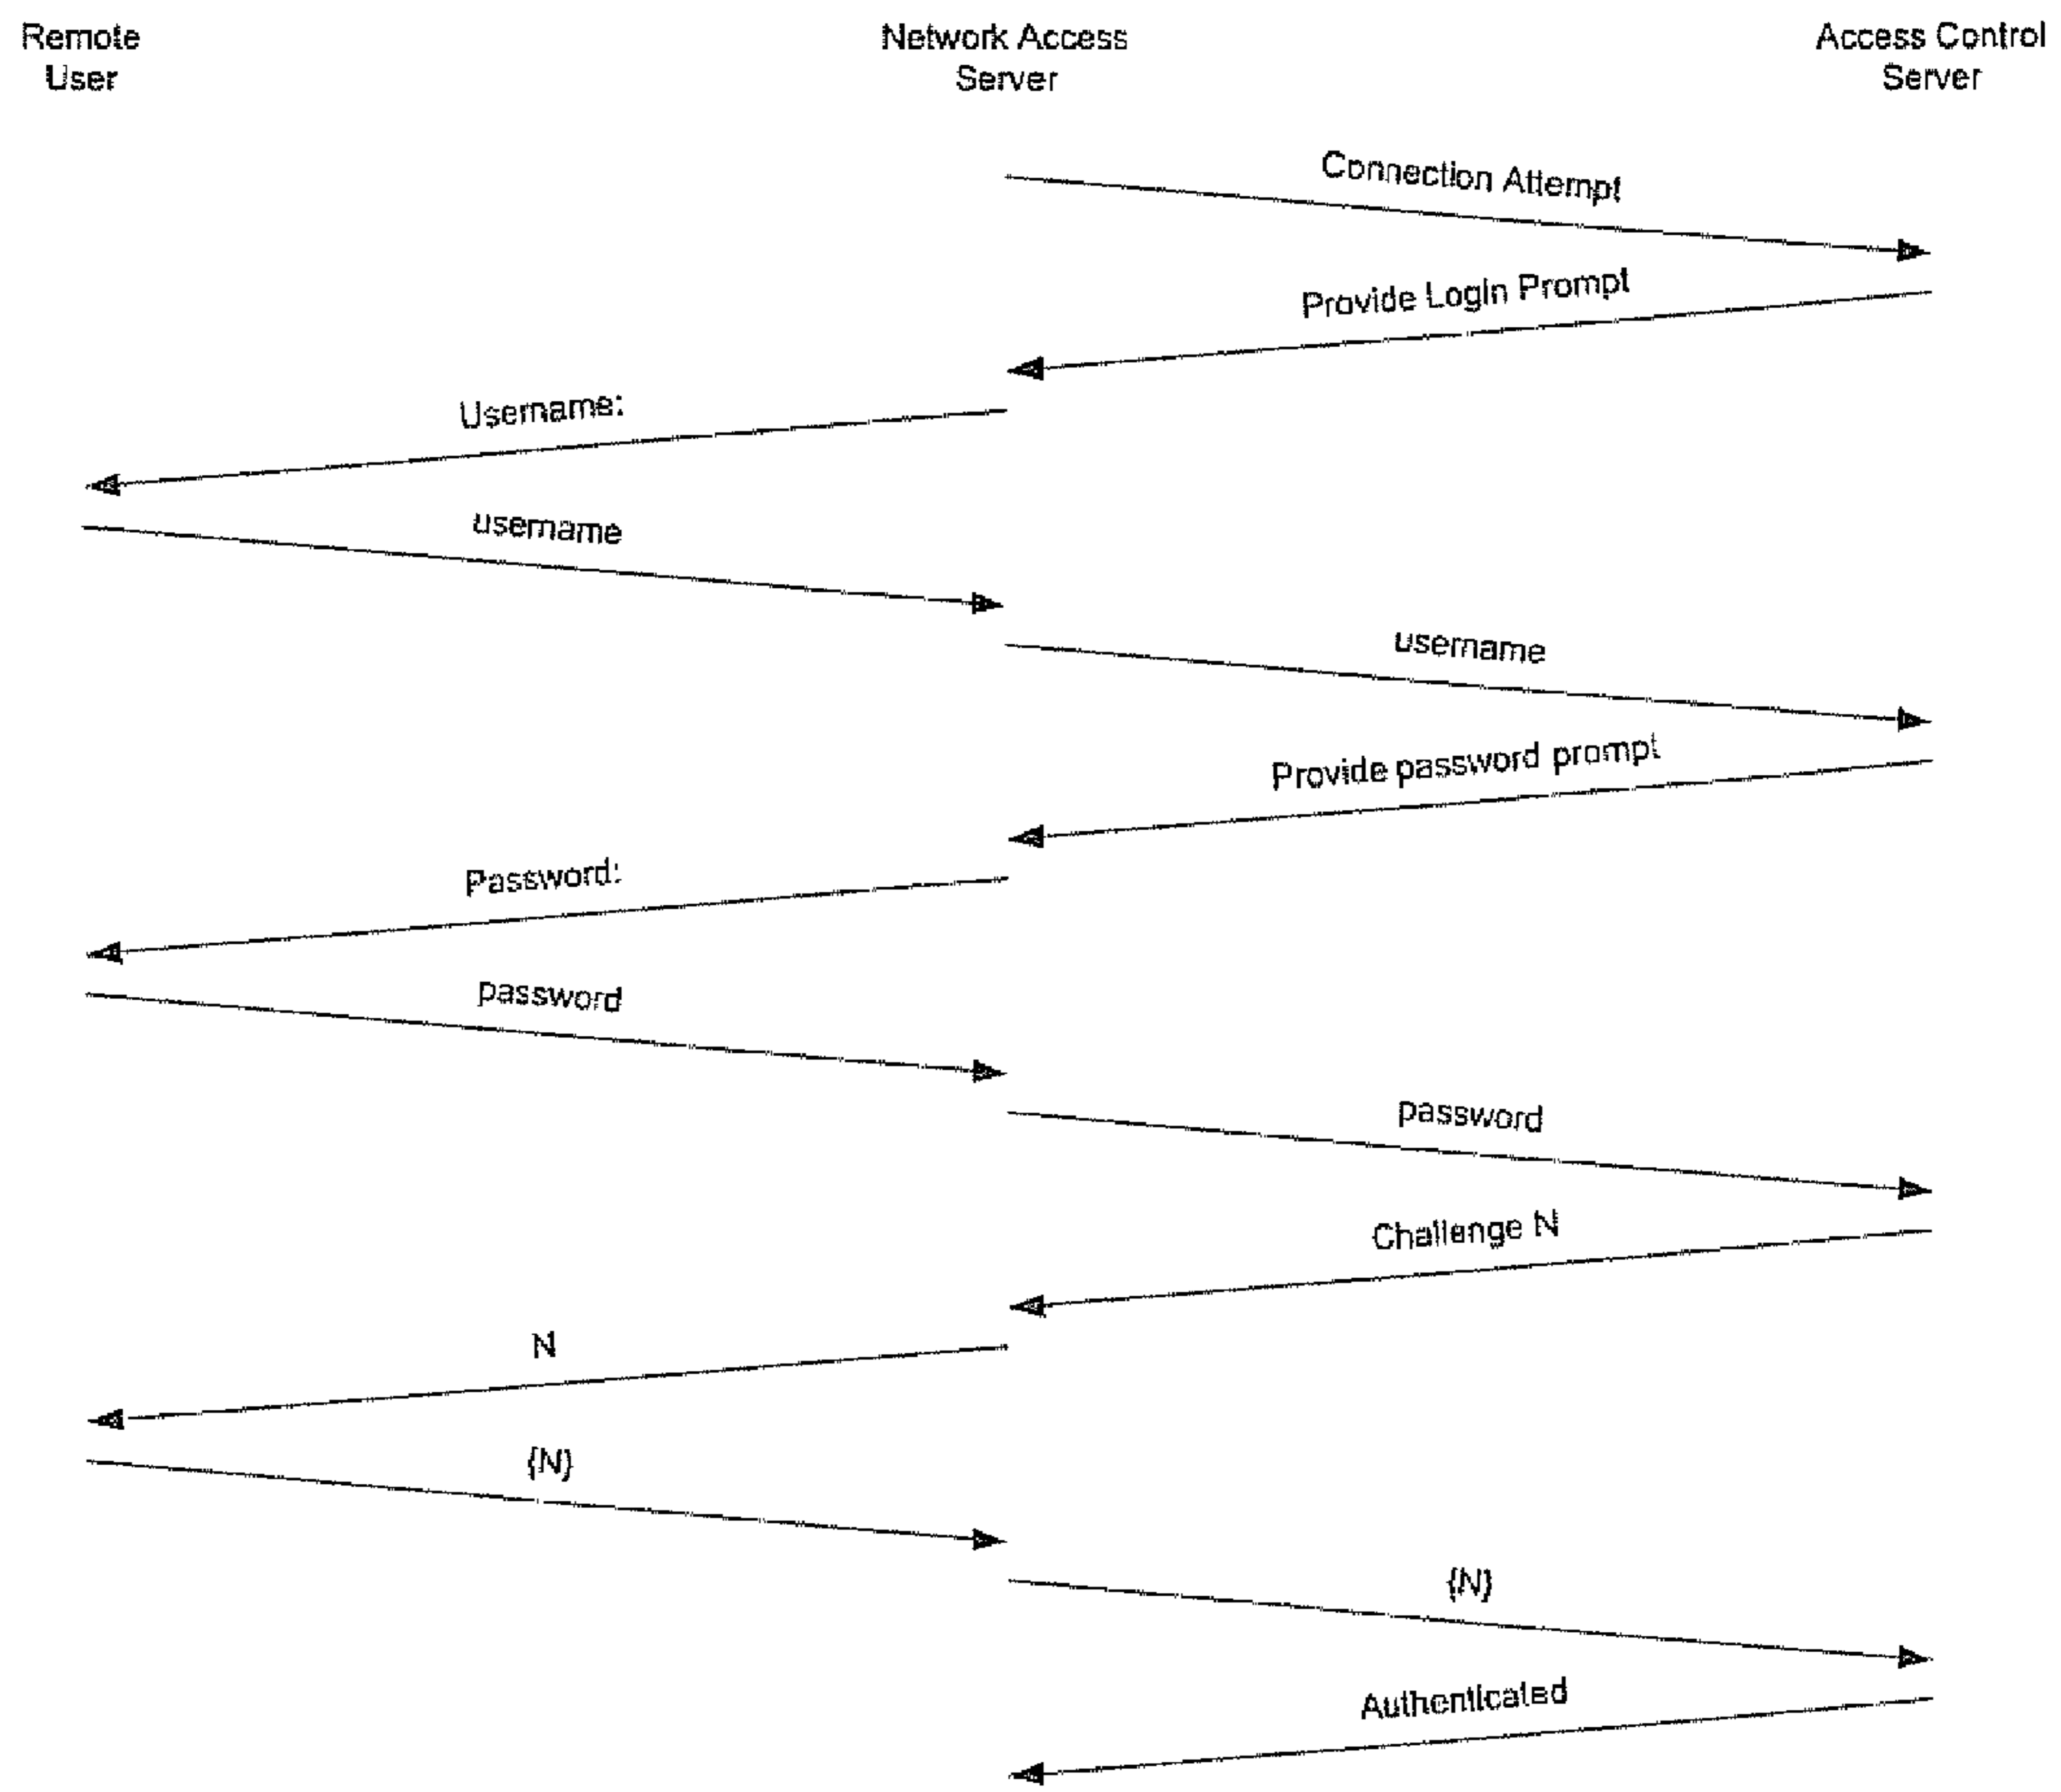 Remote
User
Network Access
Server
Access Control
Server
Connection Attempt
Provide Login Prompt
Username:
username
username
Provide password prompt
Password:
password
password
Challenge N
N
{N}
{N}
Authenticated